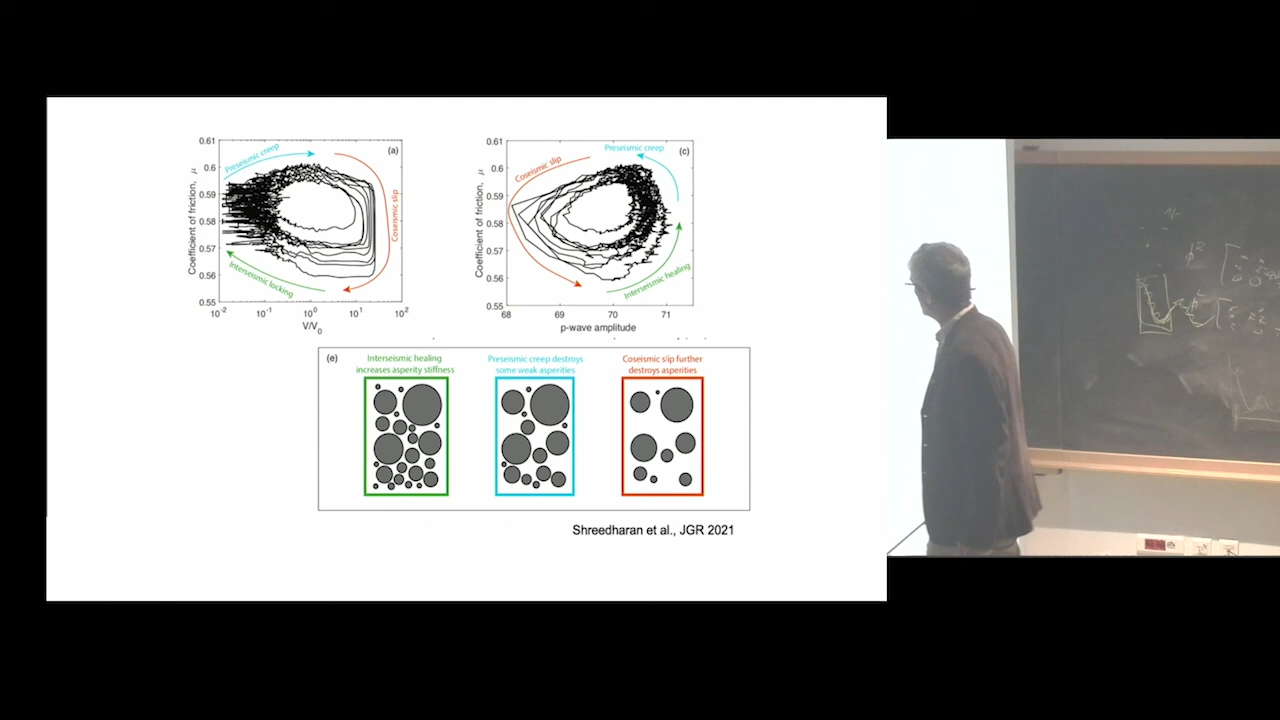 0.61
0.6
0.59
0.58
0.57
0.56
0.55
Coefficient of friction, μ
(a)
Preseismic creep
Coseismic slip
Interseismic locking
10-2
10-1
100
101
102
V/V0
0.61
0.6
0.59
0.58
0.57
0.56
0.55
Coefficient of friction, μ
(c)
Preseismic creep
Coseismic slip
Interseismic healing
68
69
70
71
p-wave amplitude
(e)
Interseismic healing
increases asperity stiffness
Preseismic creep destroys
some weak asperities
Coseismic slip further
destroys asperities
Shreedharan et al., JGR 2021